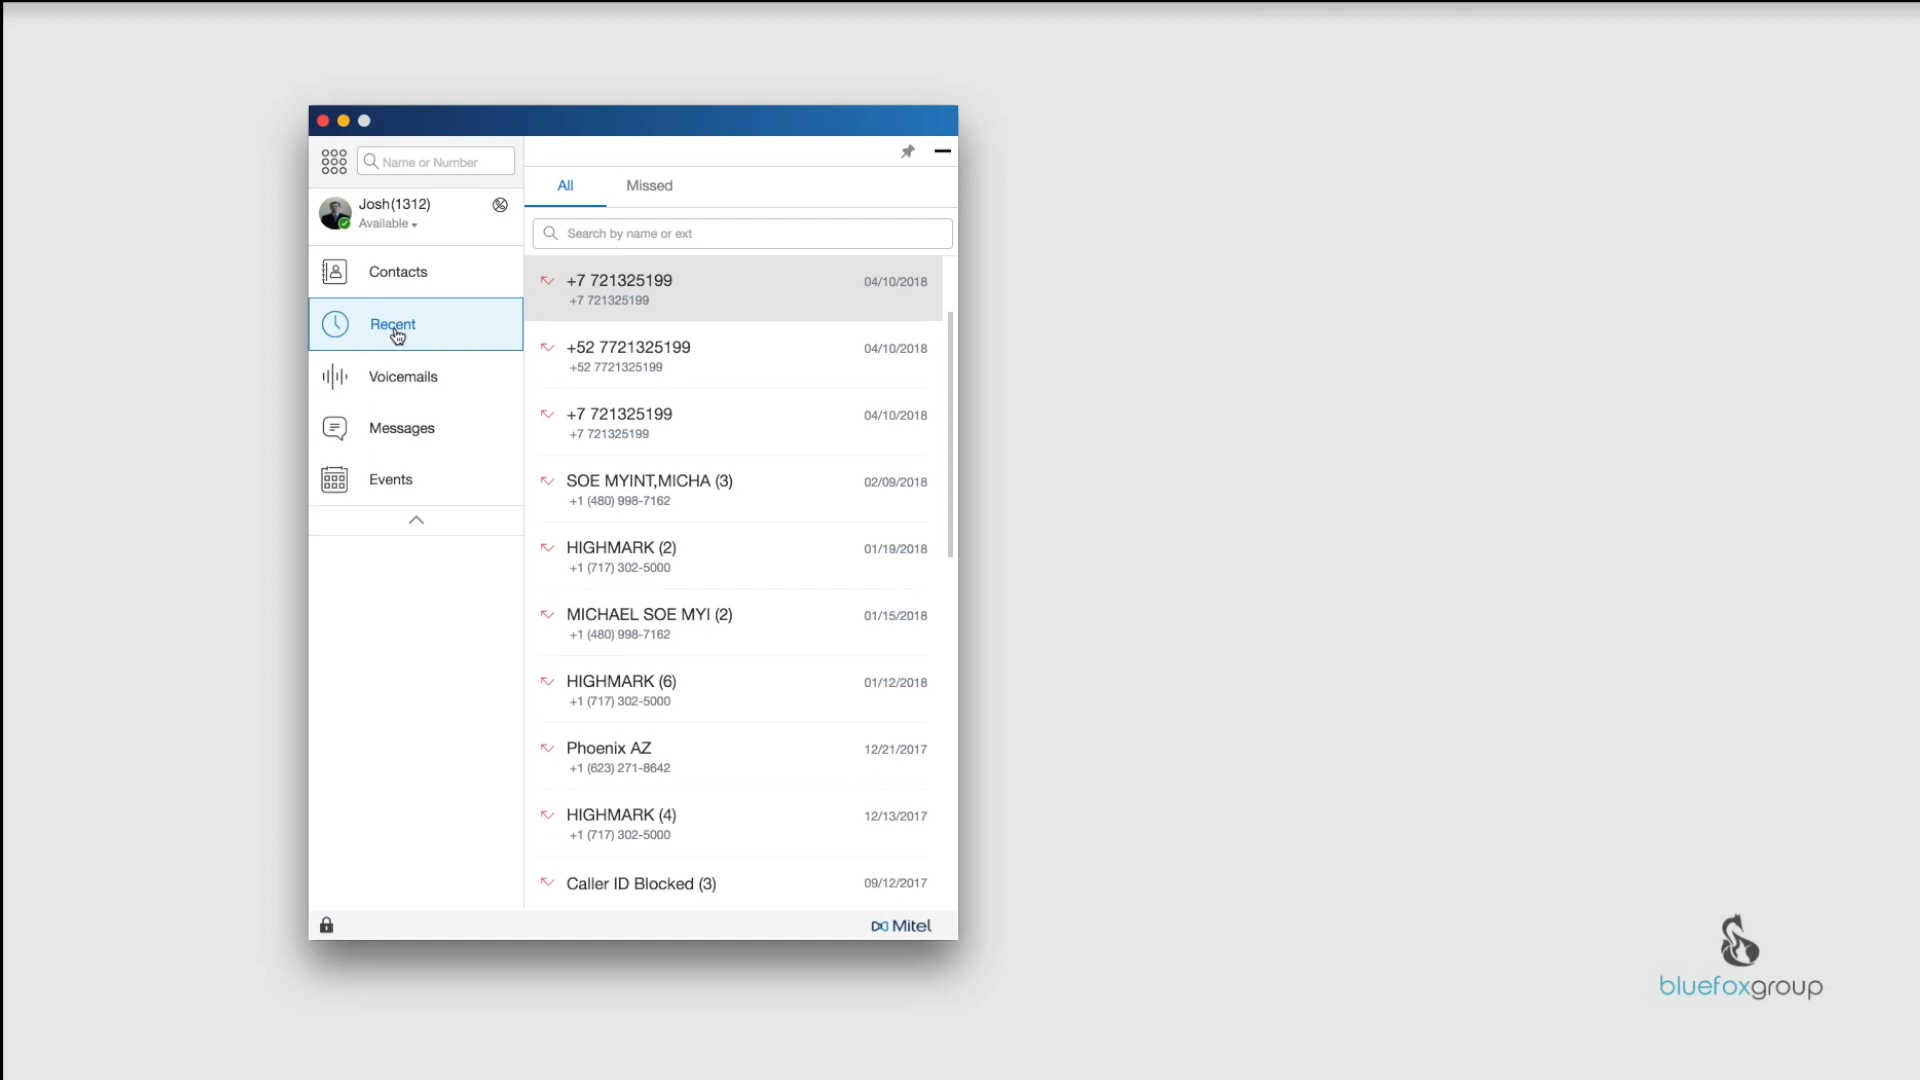 Name or Number
Josh(1312)
Available
Contacts
Recent
Voicemails
Messages
Events
All
Missed
Search by name or ext
+7 721325199
04/10/2018
+7 721325199
+52 7721325199
04/10/2018
+52 7721325199
+7 721325199
04/10/2018
+7 721325199
SOE MYINT,MICHA (3)
02/09/2018
+1 (480) 998-7162
HIGHMARK (2)
01/19/2018
+1 (717) 302-5000
MICHAEL SOE MYI (2)
01/15/2018
+1 (480) 998-7162
HIGHMARK (6)
01/12/2018
+1 (717) 302-5000
Phoenix AZ
12/21/2017
+1 (623) 271-8642
HIGHMARK (4)
12/13/2017
+1 (717) 302-5000
Caller ID Blocked (3)
09/12/2017
Mitel
bluefoxgroup